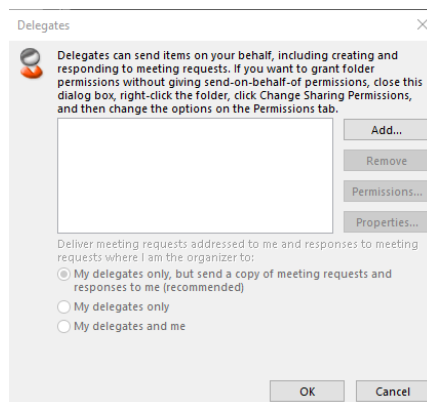 Delegates
Delegates can send items on your behalf, including creating and
responding to meeting requests. If you want to grant folder
permissions without giving send-on-behalf-of permissions, close this
dialog box, right-click the folder, click Change Sharing Permissions,
and then change the options on the Permissions tab.
Add...
Remove
Permissions...
Properties...
Deliver meeting requests addressed to me and responses to meeting
requests where I am the organizer to:
My delegates only, but send a copy of meeting requests and
responses to me (recommended)
My delegates only
My delegates and me
OK
Cancel